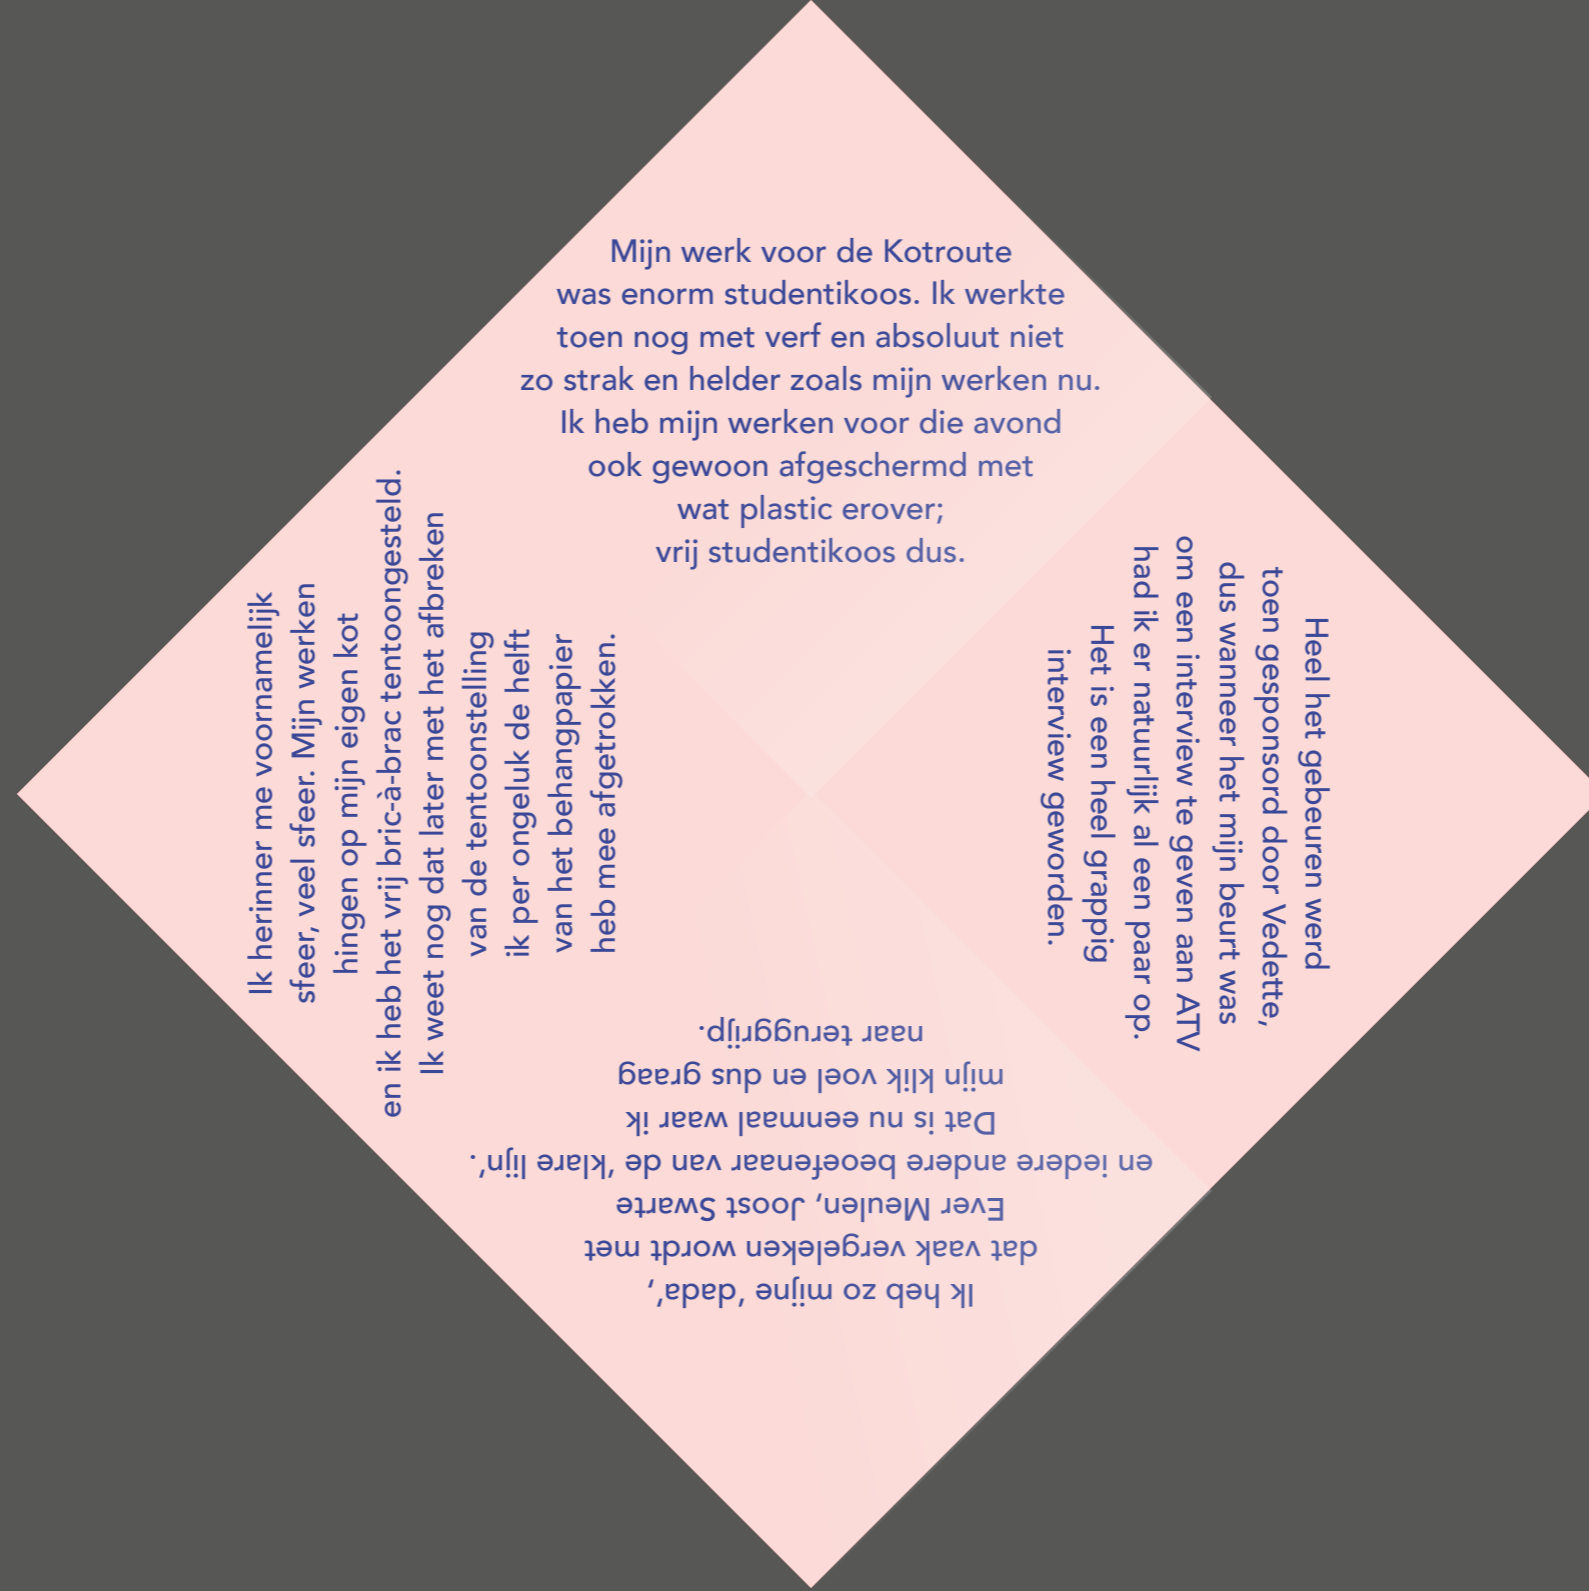 Mijn werk voor de Kotroute
was enorm studentikoos. Ik werkte
toen nog met verf en absoluut niet
zo strak en helder zoals mijn werken nu.
Ik heb mijn werken voor die avond
ook gewoon afgeschermd met
wat plastic erover;
vrij studentikoos dus.
Heel het gebeuren werd
toen gesponsord door Vedette,
dus wanneer het mijn beurt was
om een interview te geven aan ATV
had ik er natuurlijk al een paar op.
Het is een heel grappig
interview geworden.
Ik heb zo mijne ‘dada’,
dat vaak vergeleken wordt met
Ever Meulen, Joost Swarte
en iedere andere beoefenaar van de ‘klare lijn’.
Dat is nu eenmaal waar ik
mijn klik voel en dus graag
naar teruggrijp.
Ik herinner me voornamelijk
sfeer, veel sfeer. Mijn werken
hingen op mijn eigen kot
en ik heb het vrij bric-à-brac tentoongesteld.
Ik weet nog dat later met het afbreken
van de tentoonstelling
ik per ongeluk de helft
van het behangpapier
heb mee afgetrokken.